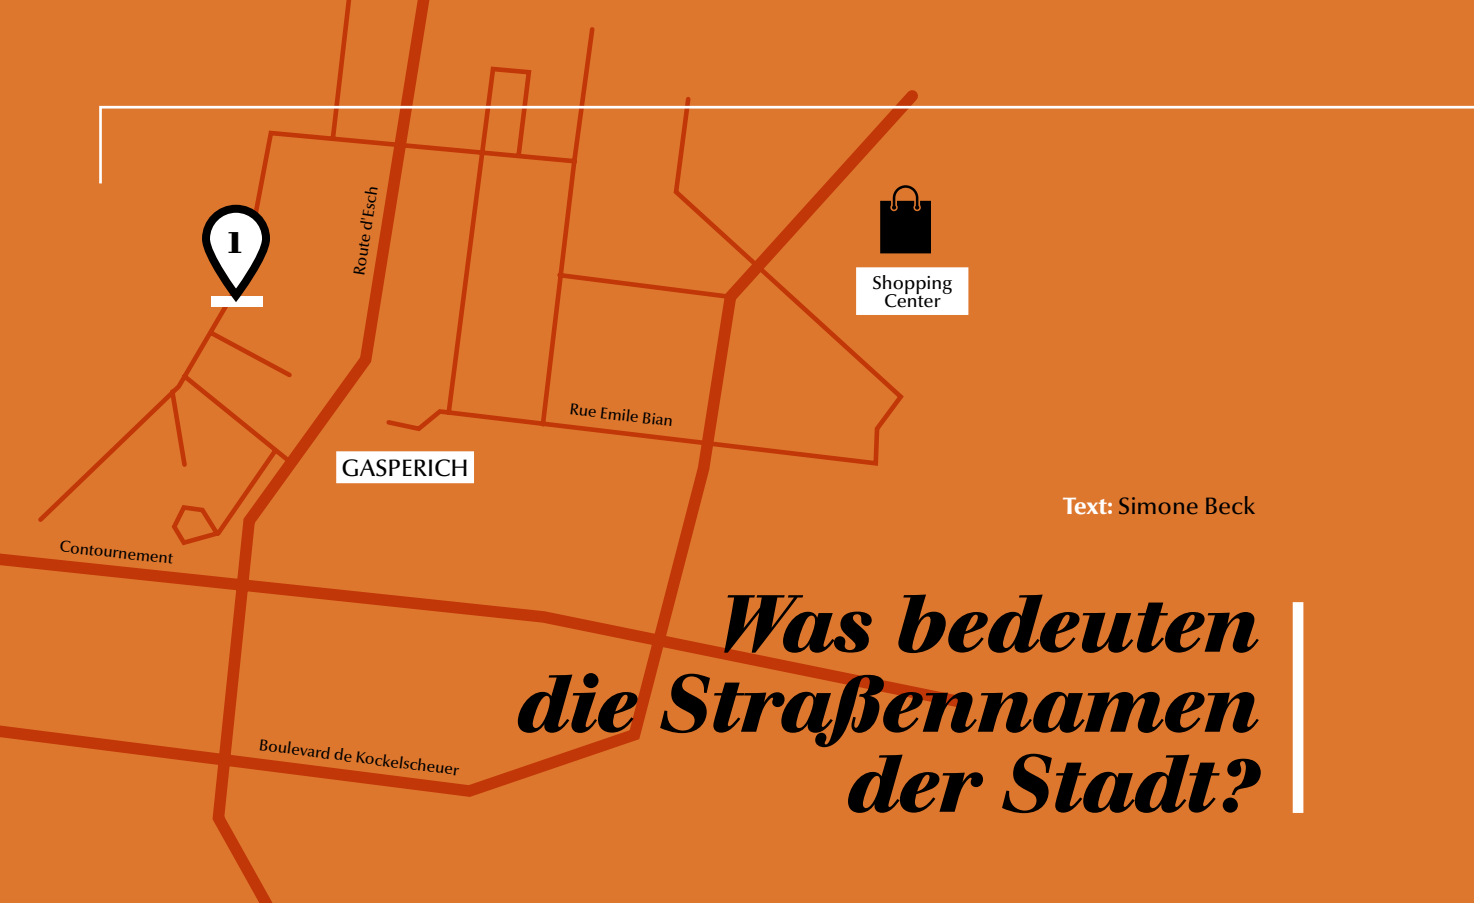 Route d'Esch
1
Shopping
Center
Rue Emile Bian
GASPERICH
Text: Simone Beck
Contournement
Was bedeuten
die Straßennamen
der Stadt?
Boulevard de Kockelscheuer